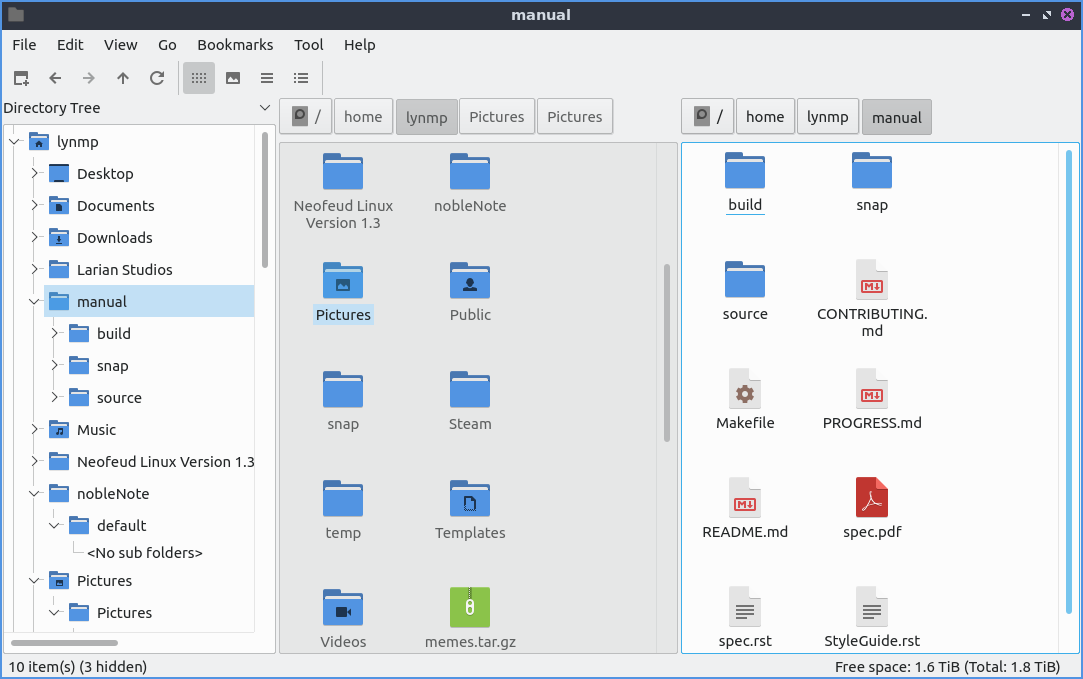 manual
File Edit View Go Bookmarks Tool Help
Directory Tree
/ home lynmp Pictures Pictures
/ home lynmp manual
lynmp
Desktop
Documents
Downloads
Larian Studios
manual
build
snap
source
Music
Neofeud Linux Version 1.3
nobleNote
default
<No sub folders>
Pictures
Pictures
Neofeud Linux
Version 1.3
nobleNote
Pictures
Public
snap
Steam
temp
Templates
Videos
memes.tar.gz
build
snap
source
CONTRIBUTING.
md
Makefile
PROGRESS.md
README.md
spec.pdf
spec.rst
StyleGuide.rst
10 item(s) (3 hidden)
Free space: 1.6 TiB (Total: 1.8 TiB)